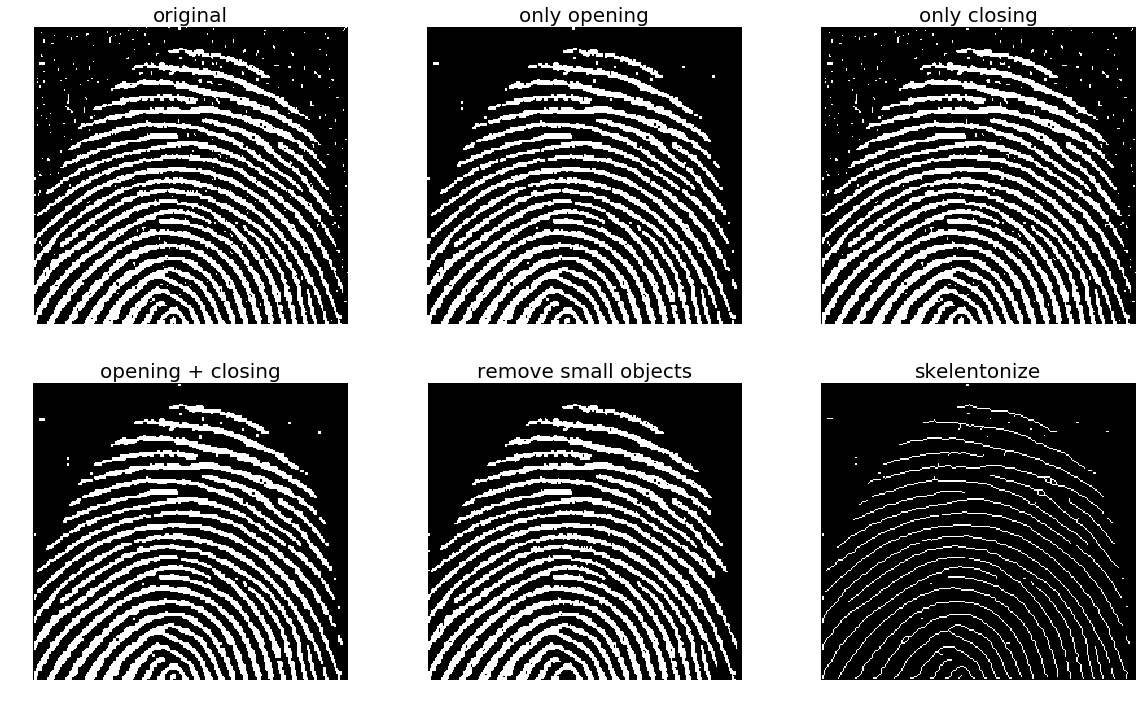 original
only opening
only closing
opening + closing
remove small objects
skelentonize